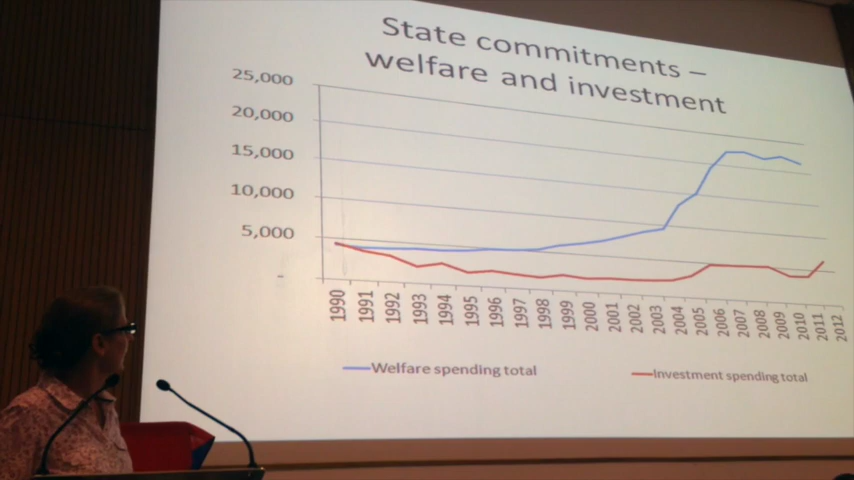 State commitments –
welfare and investment
25,000
20,000
15,000
10,000
5,000
-
1990 1991 1992 1993 1994 1995 1996 1997 1998 1999 2000 2001 2002 2003 2004 2005 2006 2007 2008 2009 2010 2011 2012
Welfare spending total Investment spending total